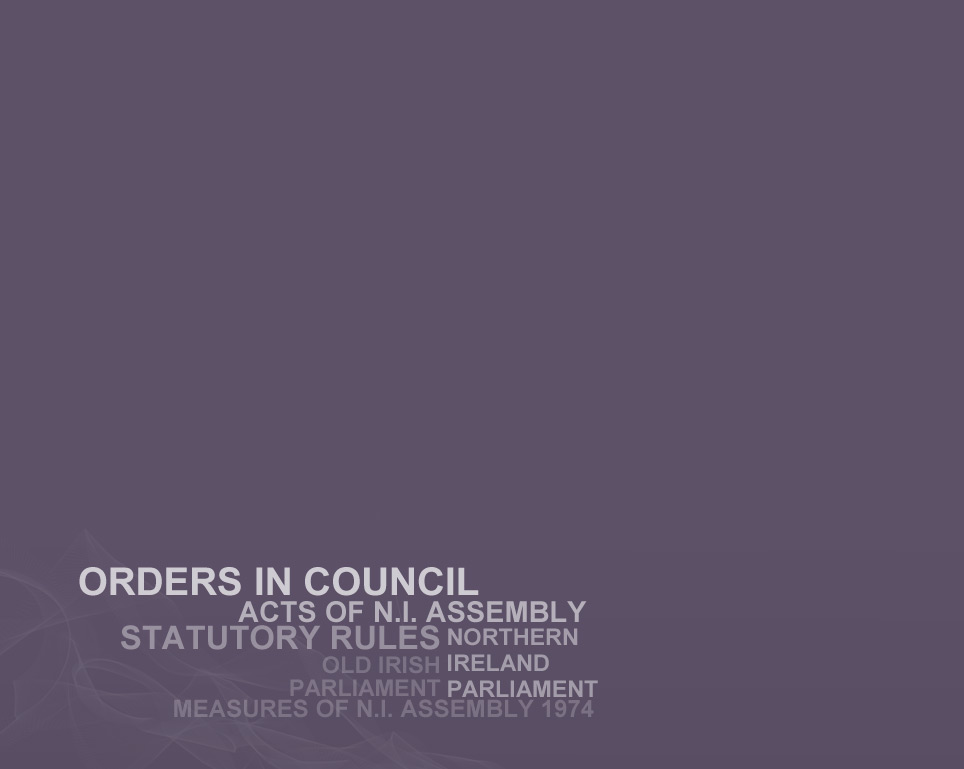 ORDERS IN COUNCIL
ACTS OF N.I. ASSEMBLY
STATUTORY RULES
NORTHERN
IRELAND
PARLIAMENT
OLD IRISH
PARLIAMENT
MEASURES OF N.I. ASSEMBLY 1974